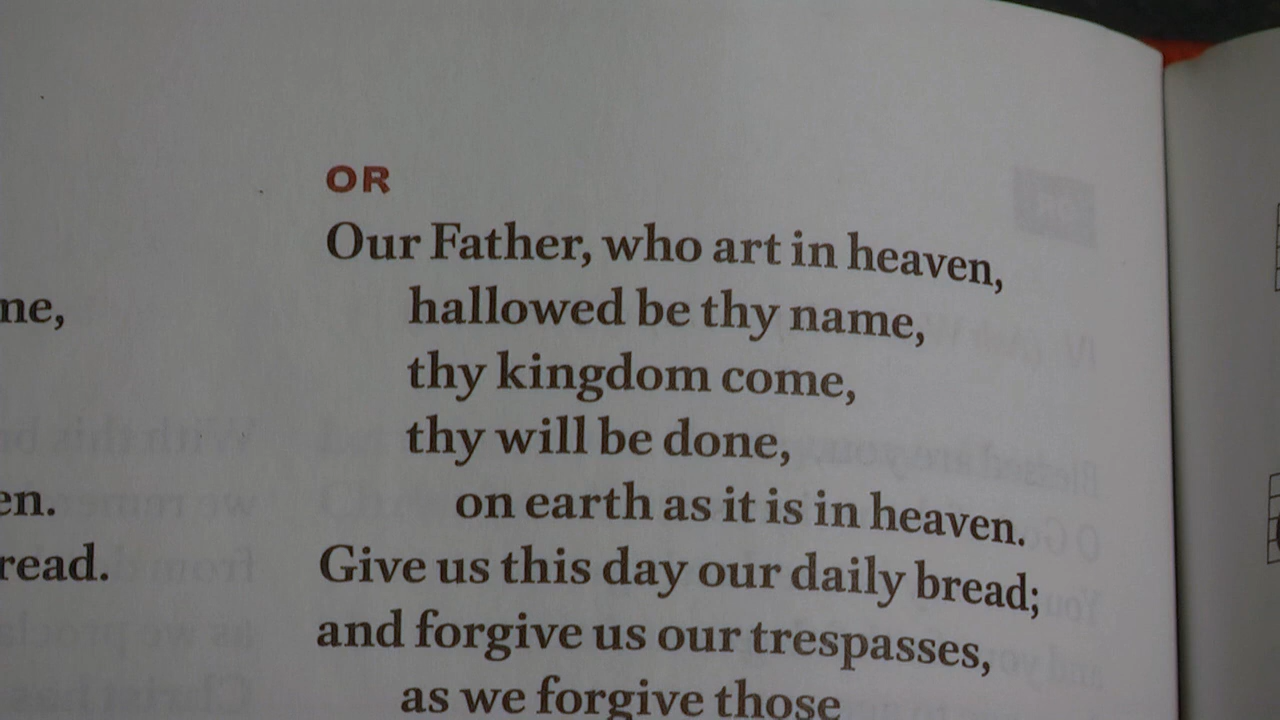 OR
Our Father, who art in heaven,
hallowed be thy name,
thy kingdom come,
thy will be done,
on earth as it is in heaven.
Give us this day our daily bread;
and forgive us our trespasses,
as we forgive those